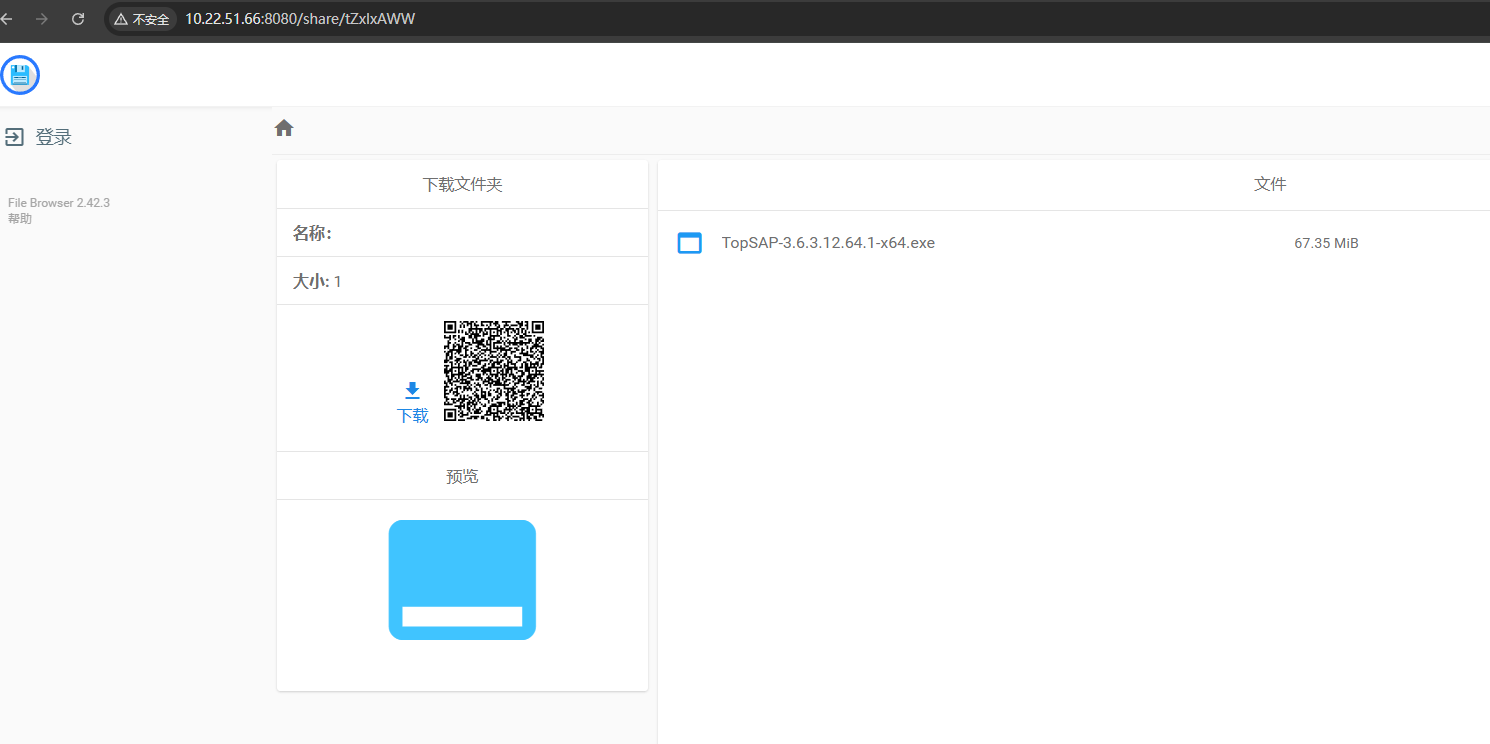 不安全 10.22.51.66:8080/share/tZxlxAWW
登录
File Browser 2.42.3
帮助
下载文件夹
名称:
大小: 1
下载
预览
文件
TopSAP-3.6.3.12.64.1-x64.exe 67.35 MiB